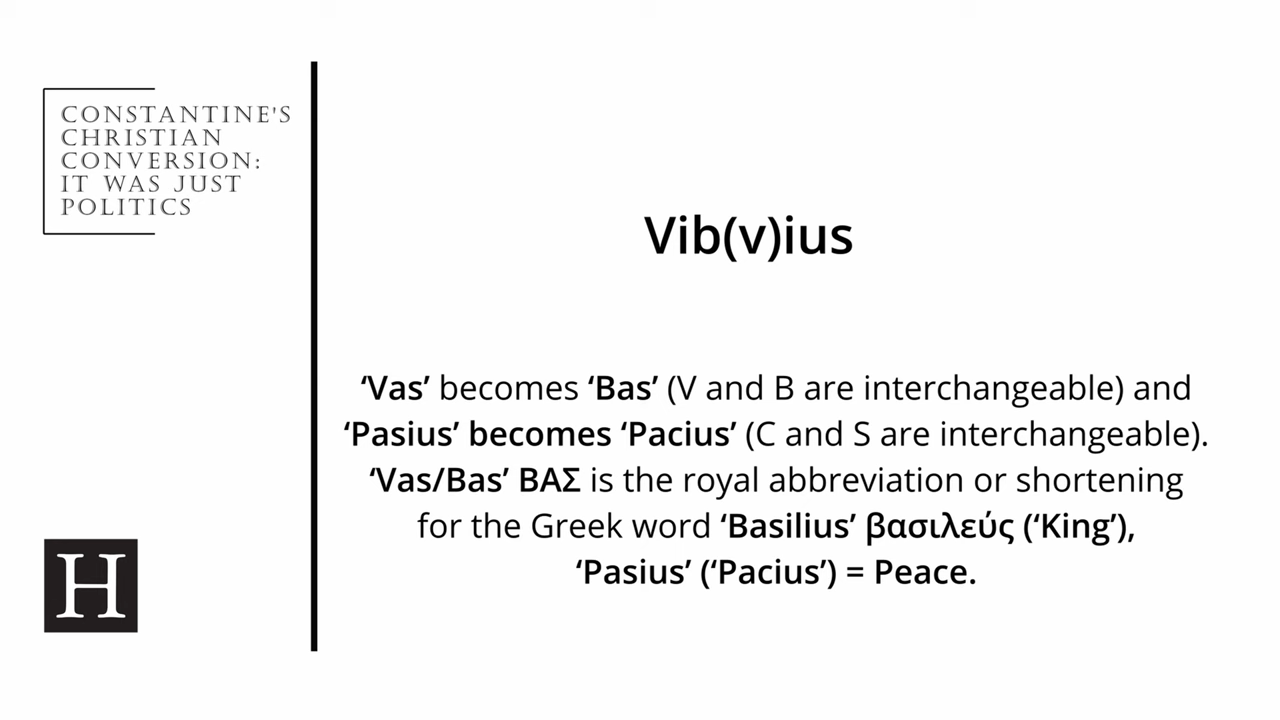 CONSTANTINE'S
CHRISTIAN
CONVERSION:
IT WAS JUST
POLITICS
H
Vib(v)ius
‘Vas’ becomes ‘Bas’ (V and B are interchangeable) and
‘Pasius’ becomes ‘Pacius’ (C and S are interchangeable).
‘Vas/Bas’ ΒΑΣ is the royal abbreviation or shortening
for the Greek word ‘Basilius’ βασιλεύς (‘King’),
‘Pasius’ (‘Pacius’) = Peace.